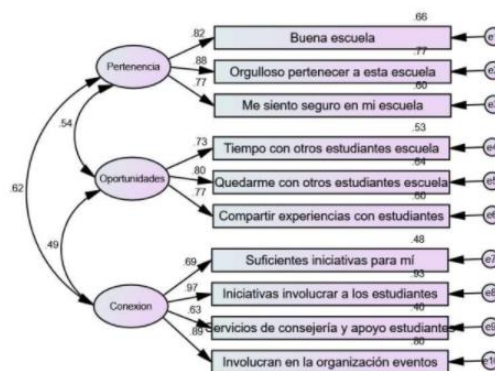 .66
.82
Buena escuela
e1
.77
Pertenencia
.88
Orgulloso pertenecer a esta escuela
e2
.77
.60
Me siento seguro en mi escuela
e3
.54
.53
.73
Tiempo con otros estudiantes escuela
e4
.64
Oportunidades
.80
Quedarme con otros estudiantes escuela
e5
.77
.60
Compartir experiencias con estudiantes
e6
.62
.49
.48
.69
Suficientes iniciativas para mí
e7
.93
.97
Iniciativas involucrar a los estudiantes
e8
Conexion
.63
.40
Servicios de consejería y apoyo estudiantes
e9
.89
.80
Involucran en la organización eventos
e10